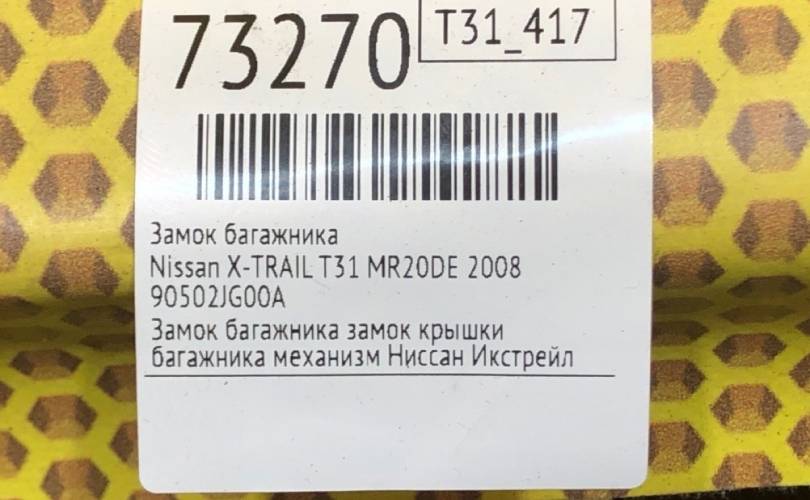 73270
T31_417
Замок багажника
Nissan X-TRAIL T31 MR20DE 2008
90502JG00A
Замок багажника замок крышки
багажника механизм Ниссан Икстрейл